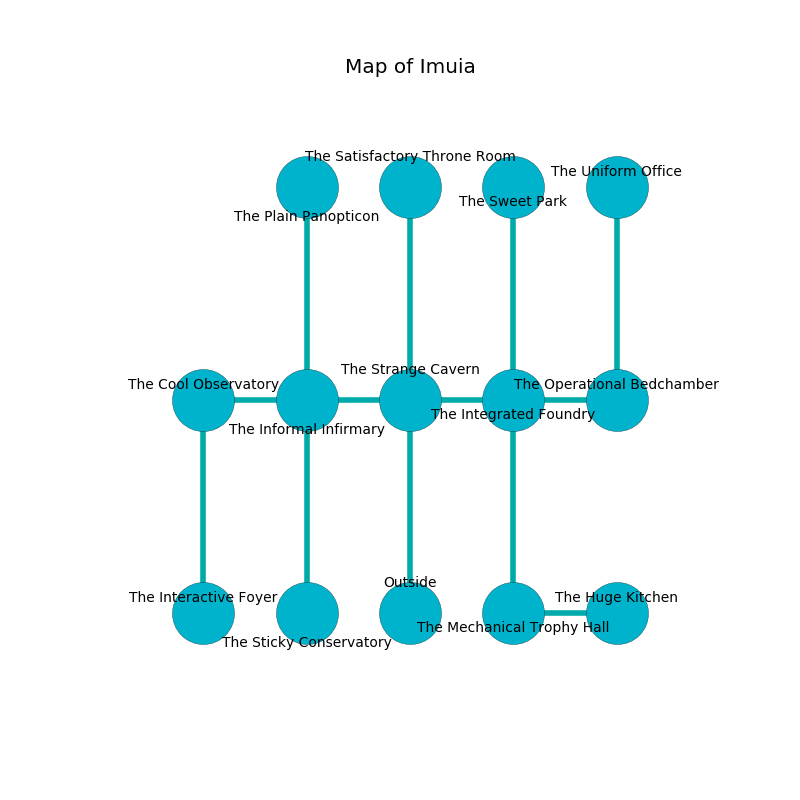 Map of Imuia
The Satisfactory Throne Room
The Uniform Office
The Sweet Park
The Plain Panopticon
The Strange Cavern
The Cool Observatory
The Operational Bedchamber
The Integrated Foundry
The Informal Infirmary
Outside
The Interactive Foyer
The Huge Kitchen
The Mechanical Trophy Hall
The Sticky Conservatory